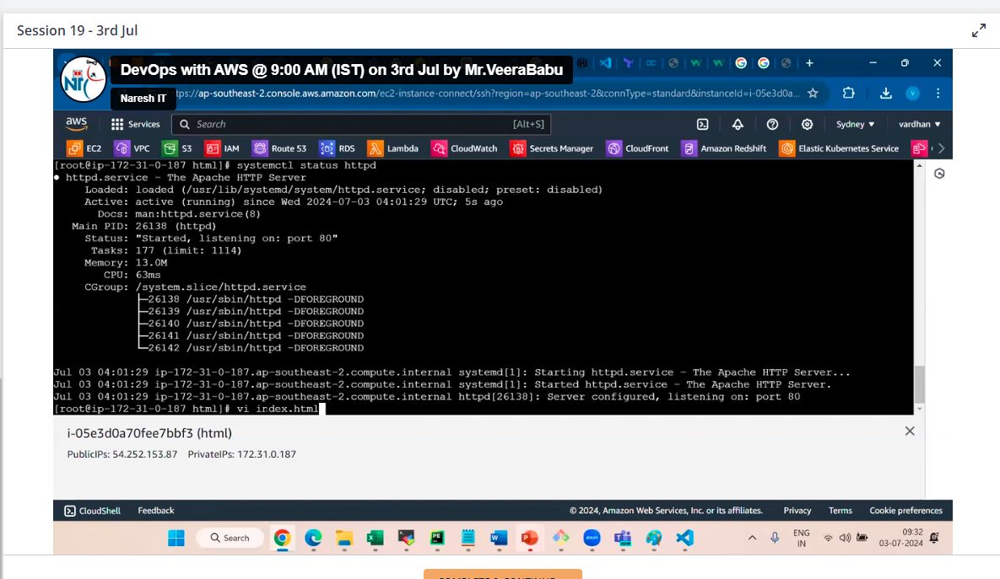 Session 19 - 3rd Jul
DevOps with AWS @ 9:00 AM (IST) on 3rd Jul by Mr.VeeraBabu
Naresh IT
tps://ap-southeast-2.console.aws.amazon.com/ec2-instance-connect/ssh?region=ap-southeast-2&connType=standard&instanceId=i-05e3d0a...
aws Services Search [Alt+S] Sydney vardhan
EC2 VPC S3 IAM Route 53 RDS Lambda CloudWatch Secrets Manager CloudFront Amazon Redshift Elastic Kubernetes Service
[root@ip-172-31-0-187 html]# systemctl status httpd
● httpd.service - The Apache HTTP Server
Loaded: loaded (/usr/lib/systemd/system/httpd.service; disabled; preset: disabled)
Active: active (running) since Wed 2024-07-03 04:01:29 UTC; 5s ago
Docs: man:httpd.service(8)
Main PID: 26138 (httpd)
Status: "Started, listening on: port 80"
Tasks: 177 (limit: 1114)
Memory: 13.0M
CPU: 63ms
CGroup: /system.slice/httpd.service
├─26138 /usr/sbin/httpd -DFOREGROUND
├─26139 /usr/sbin/httpd -DFOREGROUND
├─26140 /usr/sbin/httpd -DFOREGROUND
├─26141 /usr/sbin/httpd -DFOREGROUND
└─26142 /usr/sbin/httpd -DFOREGROUND
Jul 03 04:01:29 ip-172-31-0-187.ap-southeast-2.compute.internal systemd[1]: Starting httpd.service - The Apache HTTP Server...
Jul 03 04:01:29 ip-172-31-0-187.ap-southeast-2.compute.internal systemd[1]: Started httpd.service - The Apache HTTP Server.
Jul 03 04:01:29 ip-172-31-0-187.ap-southeast-2.compute.internal httpd[26138]: Server configured, listening on: port 80
[root@ip-172-31-0-187 html]# vi index.html
i-05e3d0a70fee7bbf3 (html)
PublicIPs: 54.252.153.87 PrivateIPs: 172.31.0.187
CloudShell Feedback © 2024, Amazon Web Services, Inc. or its affiliates. Privacy Terms Cookie preferences
Search ENG 09:32
IN 03-07-2024